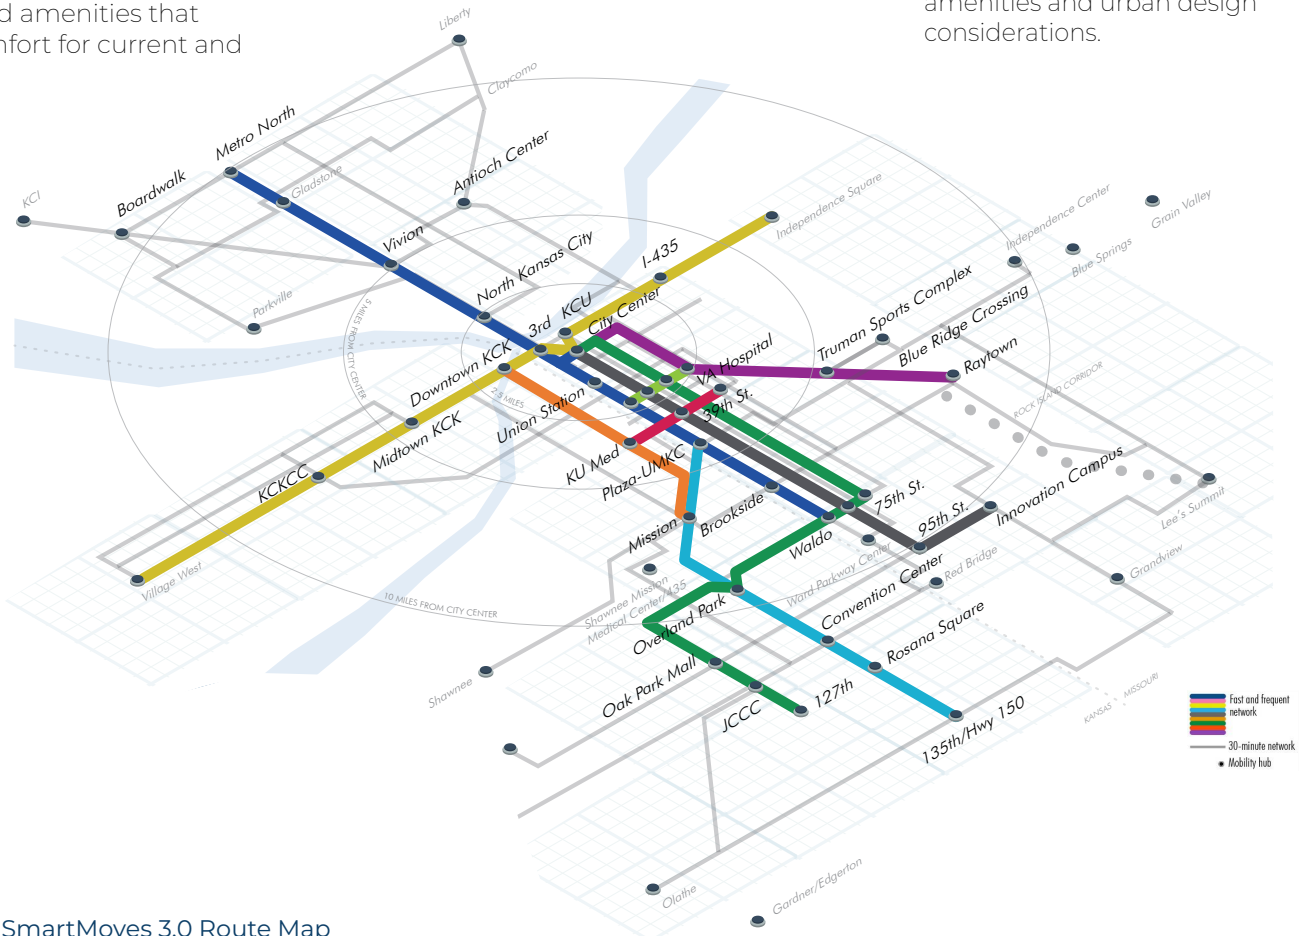 d amenities that
nfort for current and
amenities and urban design
considerations.
Liberty
Claycomo
Metro North
Gladstone
Antioch Center
Boardwalk
KCI
Vivion
Parkville
North Kansas City
Independence Square
I-435
Independence Center
Grain Valley
Blue Springs
3rd
KCU
City Center
Truman Sports Complex
Blue Ridge Crossing
Raytown
ROCK ISLAND CORRIDOR
5 MILES FROM CITY CENTER
2.5 MILES
Downtown KCK
Union Station
VA Hospital
39th St.
Midtown KCK
KCKCC
KU Med
Plaza-UMKC
Village West
Mission
Brookside
75th St.
95th St.
Innovation Campus
Lee's Summit
Waldo
Ward Parkway Center
Convention Center
Red Bridge
Grandview
10 MILES FROM CITY CENTER
Shawnee Mission
Medical Center/435
Overland Park
Rosana Square
Shawnee
Oak Park Mall
JCCC
127th
135th/Hwy 150
KANSAS
MISSOURI
Olathe
Gardner/Edgerton
Fast and frequent
network
30-minute network
Mobility hub
SmartMoves 3.0 Route Map